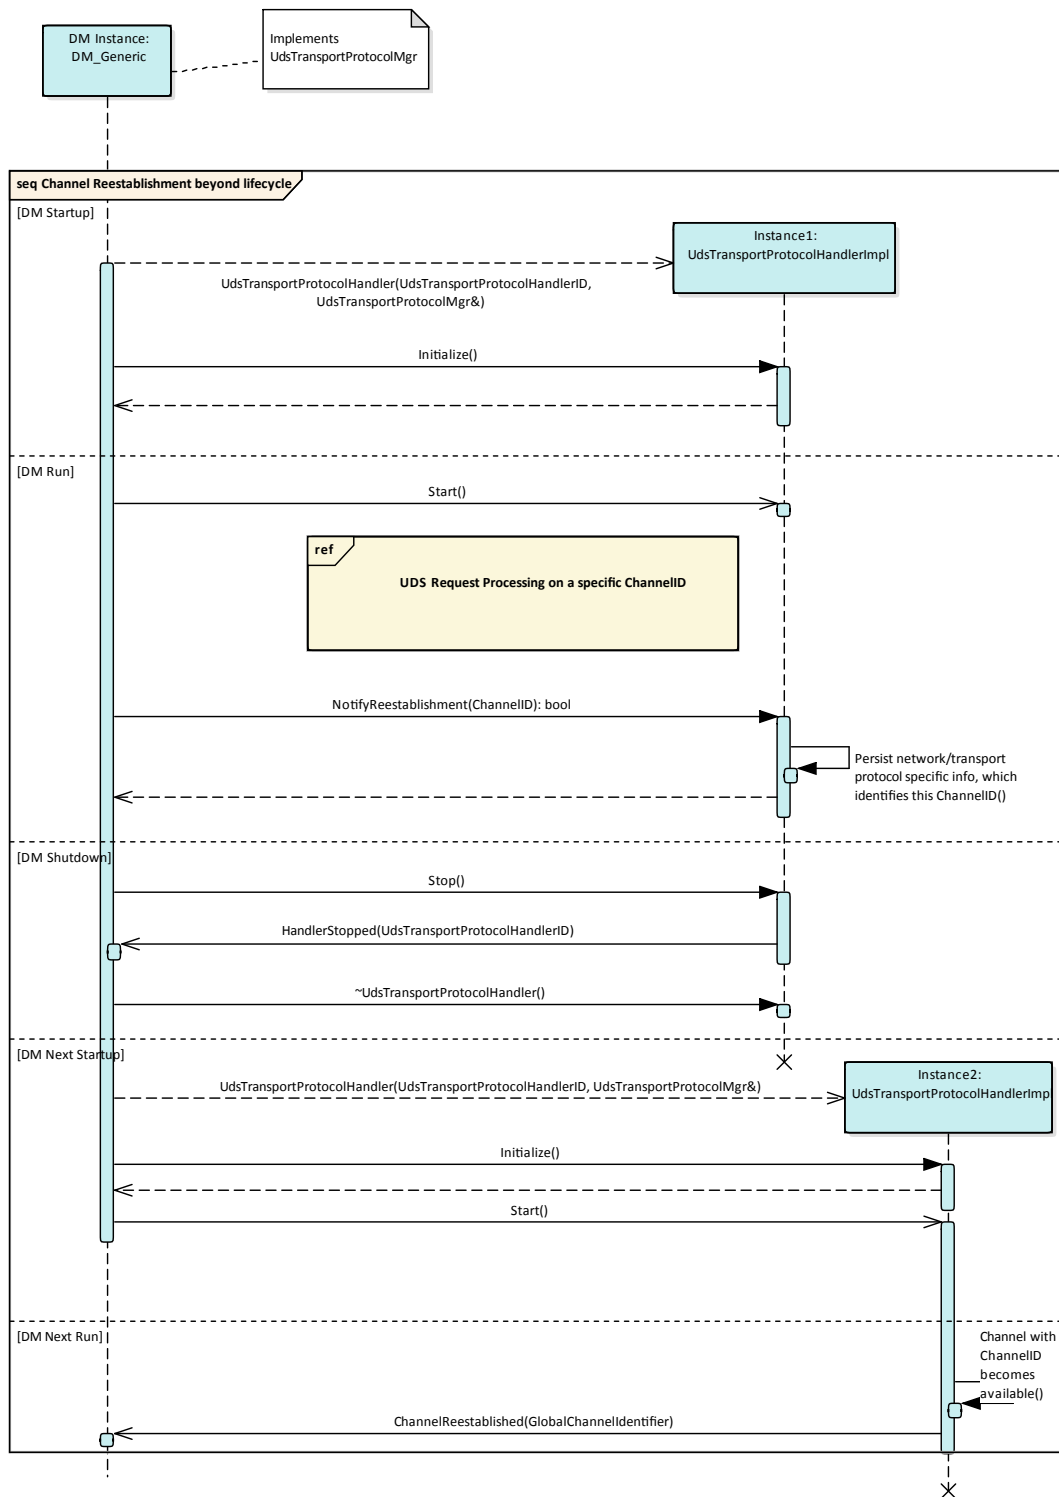 DM Instance:
DM_Generic
Implements
UdsTransportProtocolMgr
seq Channel Reestablishment beyond lifecycle
[DM Startup]
Instance1:
UdsTransportProtocolHandlerImpl
UdsTransportProtocolHandler(UdsTransportProtocolHandlerID,
UdsTransportProtocolMgr&)
Initialize()
[DM Run]
Start()
ref
UDS Request Processing on a specific ChannelID
NotifyReestablishment(ChannelID): bool
Persist network/transport
protocol specific info, which
identifies this ChannelID()
[DM Shutdown]
Stop()
HandlerStopped(UdsTransportProtocolHandlerID)
~UdsTransportProtocolHandler()
[DM Next Startup]
Instance2:
UdsTransportProtocolHandlerImpl
UdsTransportProtocolHandler(UdsTransportProtocolHandlerID, UdsTransportProtocolMgr&)
Initialize()
Start()
[DM Next Run]
Channel with
ChannelID
becomes
available()
ChannelReestablished(GlobalChannelIdentifier)